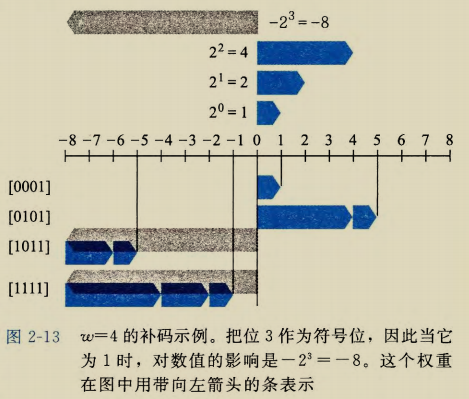 -2³=-8
2²=4
2¹=2
2⁰=1
-8 -7 -6 -5 -4 -3 -2 -1 0 1 2 3 4 5 6 7 8
[0001]
[0101]
[1011]
[1111]
图 2-13 w=4 的补码示例。把位 3 作为符号位，因此当它
为 1 时，对数值的影响是-2³=-8。这个权重
在图中用带向左箭头的条表示